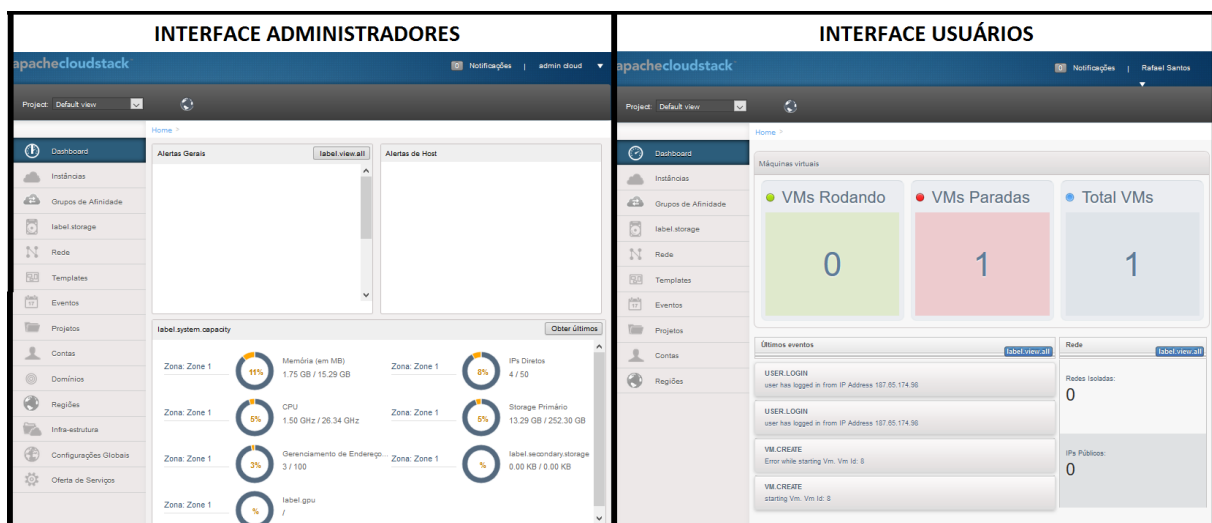 INTERFACE ADMINISTRADORES
apachecloudstack
0 Notificações | admin cloud
Project: Default view
Home >
Dashboard
Instâncias
Grupos de Afinidade
label.storage
Rede
Templates
Eventos
Projetos
Contas
Domínios
Regiões
Infra-estrutura
Configurações Globais
Oferta de Serviços
Alertas Gerais
label.view.all
Alertas de Host
label.system.capacity
Obter últimos
Zona: Zone 1
11%
Memória (em MB)
1.75 GB / 15.29 GB
Zona: Zone 1
8%
IPs Diretos
4 / 50
Zona: Zone 1
5%
CPU
1.50 GHz / 26.34 GHz
Zona: Zone 1
5%
Storage Primário
13.29 GB / 252.30 GB
Zona: Zone 1
3%
Gerenciamento de Endereço...
3 / 100
Zona: Zone 1
%
label.secondary.storage
0.00 KB / 0.00 KB
Zona: Zone 1
%
label.gpu
/
INTERFACE USUÁRIOS
apachecloudstack
0 Notificações | Rafael Santos
Project: Default view
Home >
Dashboard
Instâncias
Grupos de Afinidade
label.storage
Rede
Templates
Eventos
Projetos
Contas
Regiões
Máquinas virtuais
VMs Rodando
0
VMs Paradas
1
Total VMs
1
Últimos eventos
label.view.all
USER.LOGIN
user has logged in from IP Address 187.65.174.98
USER.LOGIN
user has logged in from IP Address 187.65.174.98
VM.CREATE
Error while starting Vm. Vm Id: 8
VM.CREATE
starting Vm. Vm Id: 8
Rede
label.view.all
Redes Isoladas:
0
IPs Públicos:
0